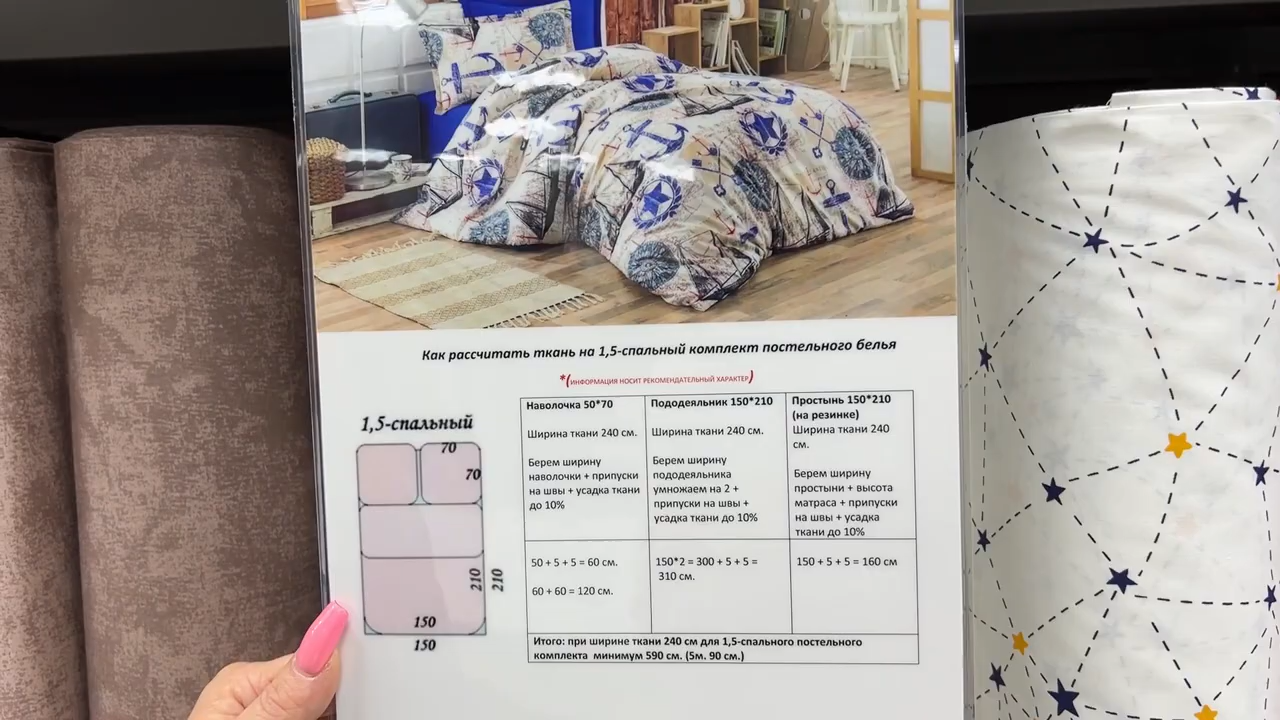 Как рассчитать ткань на 1,5-спальный комплект постельного белья
*(ИНФОРМАЦИЯ НОСИТ РЕКОМЕНДАТЕЛЬНЫЙ ХАРАКТЕР)
1,5-спальный
70
70
210
210
150
150
Наволочка 50*70
Ширина ткани 240 см.
Берем ширину
наволочки + припуски
на швы + усадка ткани
до 10%
50 + 5 + 5 = 60 см.
60 + 60 = 120 см.
Пододеяльник 150*210
Ширина ткани 240 см.
Берем ширину
пододеяльника
умножаем на 2 +
припуски на швы +
усадка ткани до 10%
150*2 = 300 + 5 + 5 =
310 см.
Простынь 150*210
(на резинке)
Ширина ткани 240
см.
Берем ширину
простыни + высота
матраса + припуски
на швы + усадка
ткани до 10%
150 + 5 + 5 = 160 см
Итого: при ширине ткани 240 см для 1,5-спального постельного
комплекта минимум 590 см. (5м. 90 см.)